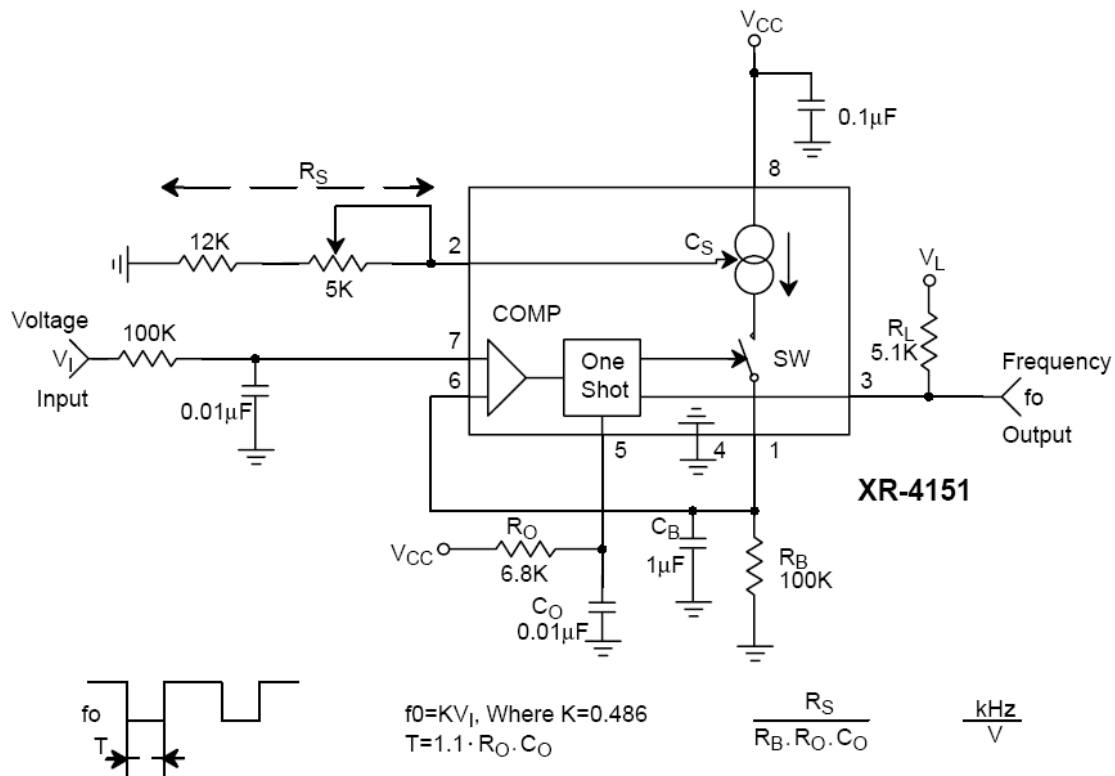 VCC
0.1μF
8
RS
12K
5K
2
CS
VL
Voltage
VI
Input
100K
0.01μF
7
6
COMP
One
Shot
SW
RL
5.1K
3
Frequency
fo
Output
5
4
1
XR-4151
VCC
RO
6.8K
CO
0.01μF
CB
1μF
RB
100K
fo
T
f0=KVI, Where K=0.486 RS / RB.RO.CO kHz / V
T=1.1·RO.CO